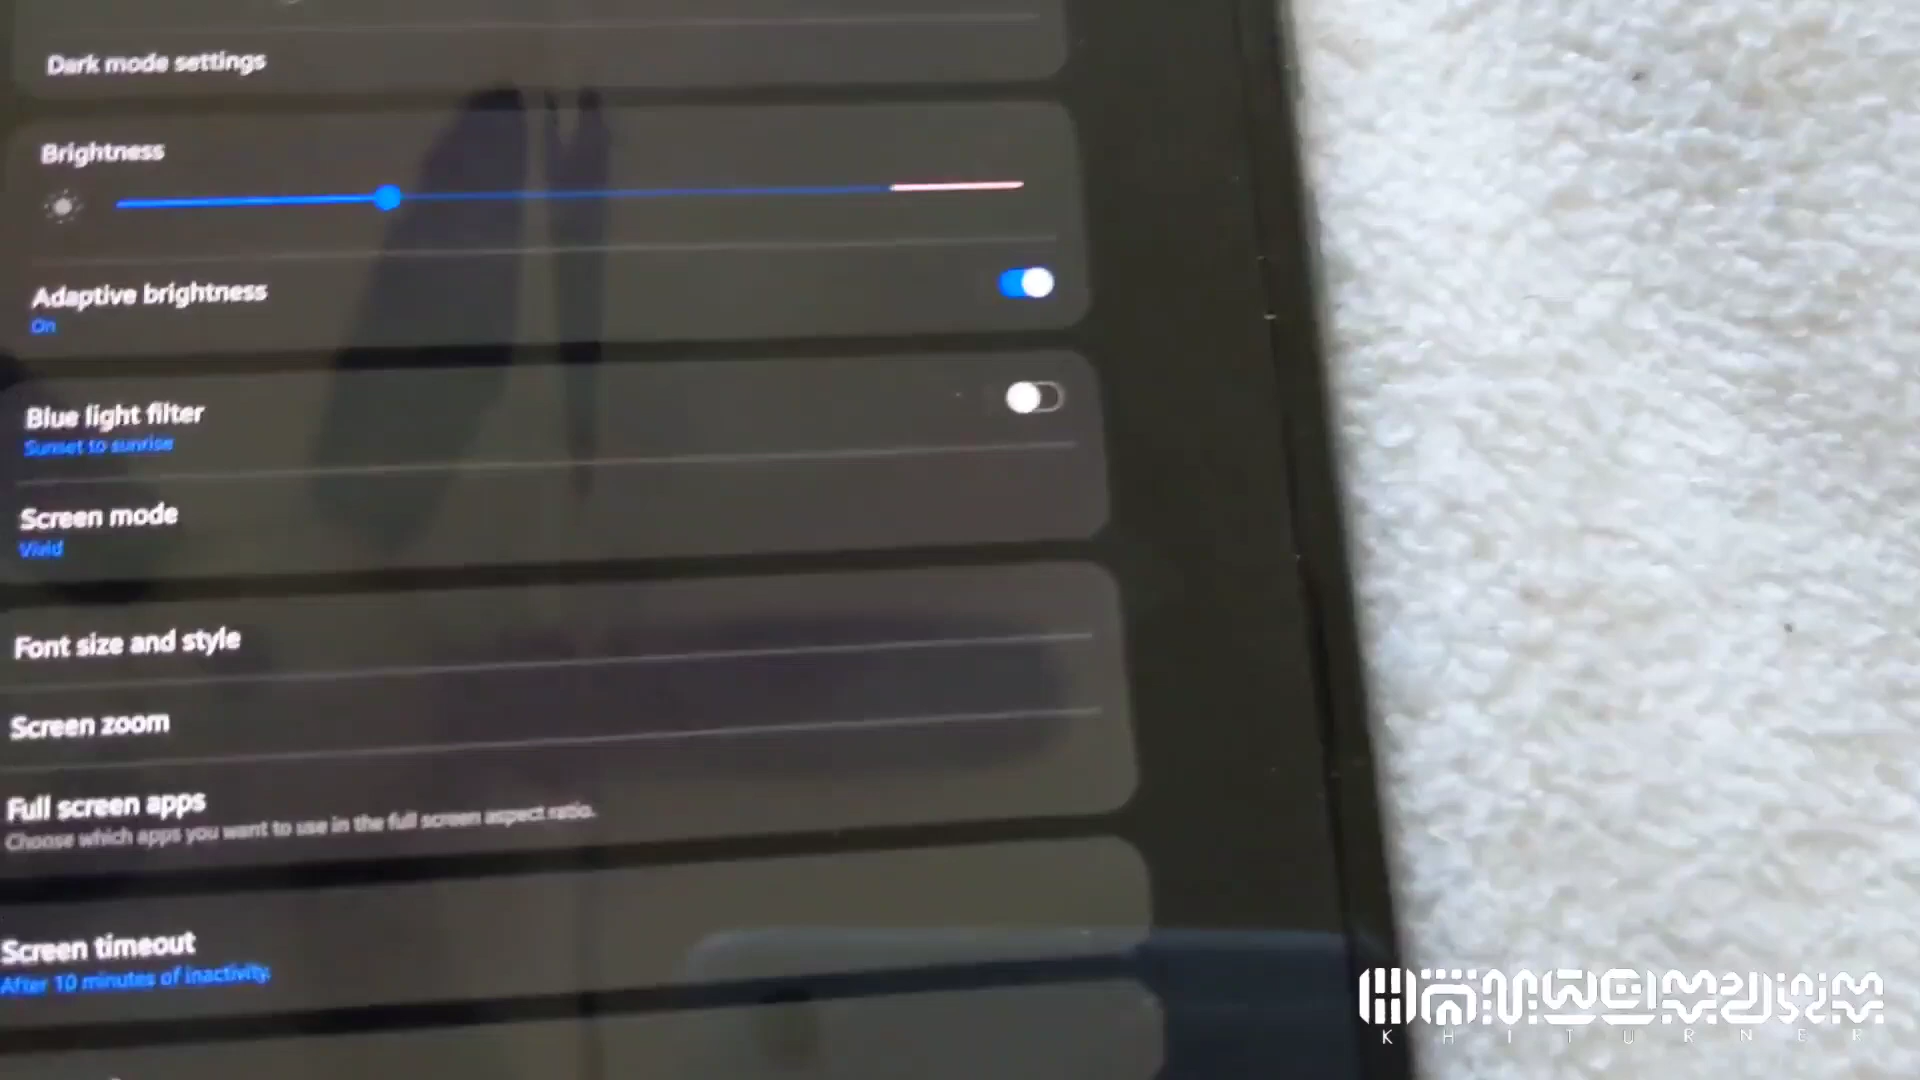 Dark mode settings
Brightness
Adaptive brightness
On
Blue light filter
Sunset to sunrise
Screen mode
Vivid
Font size and style
Screen zoom
Full screen apps
Choose which apps you want to use in the full screen aspect ratio.
Screen timeout
After 10 minutes of inactivity.
KHITURNER